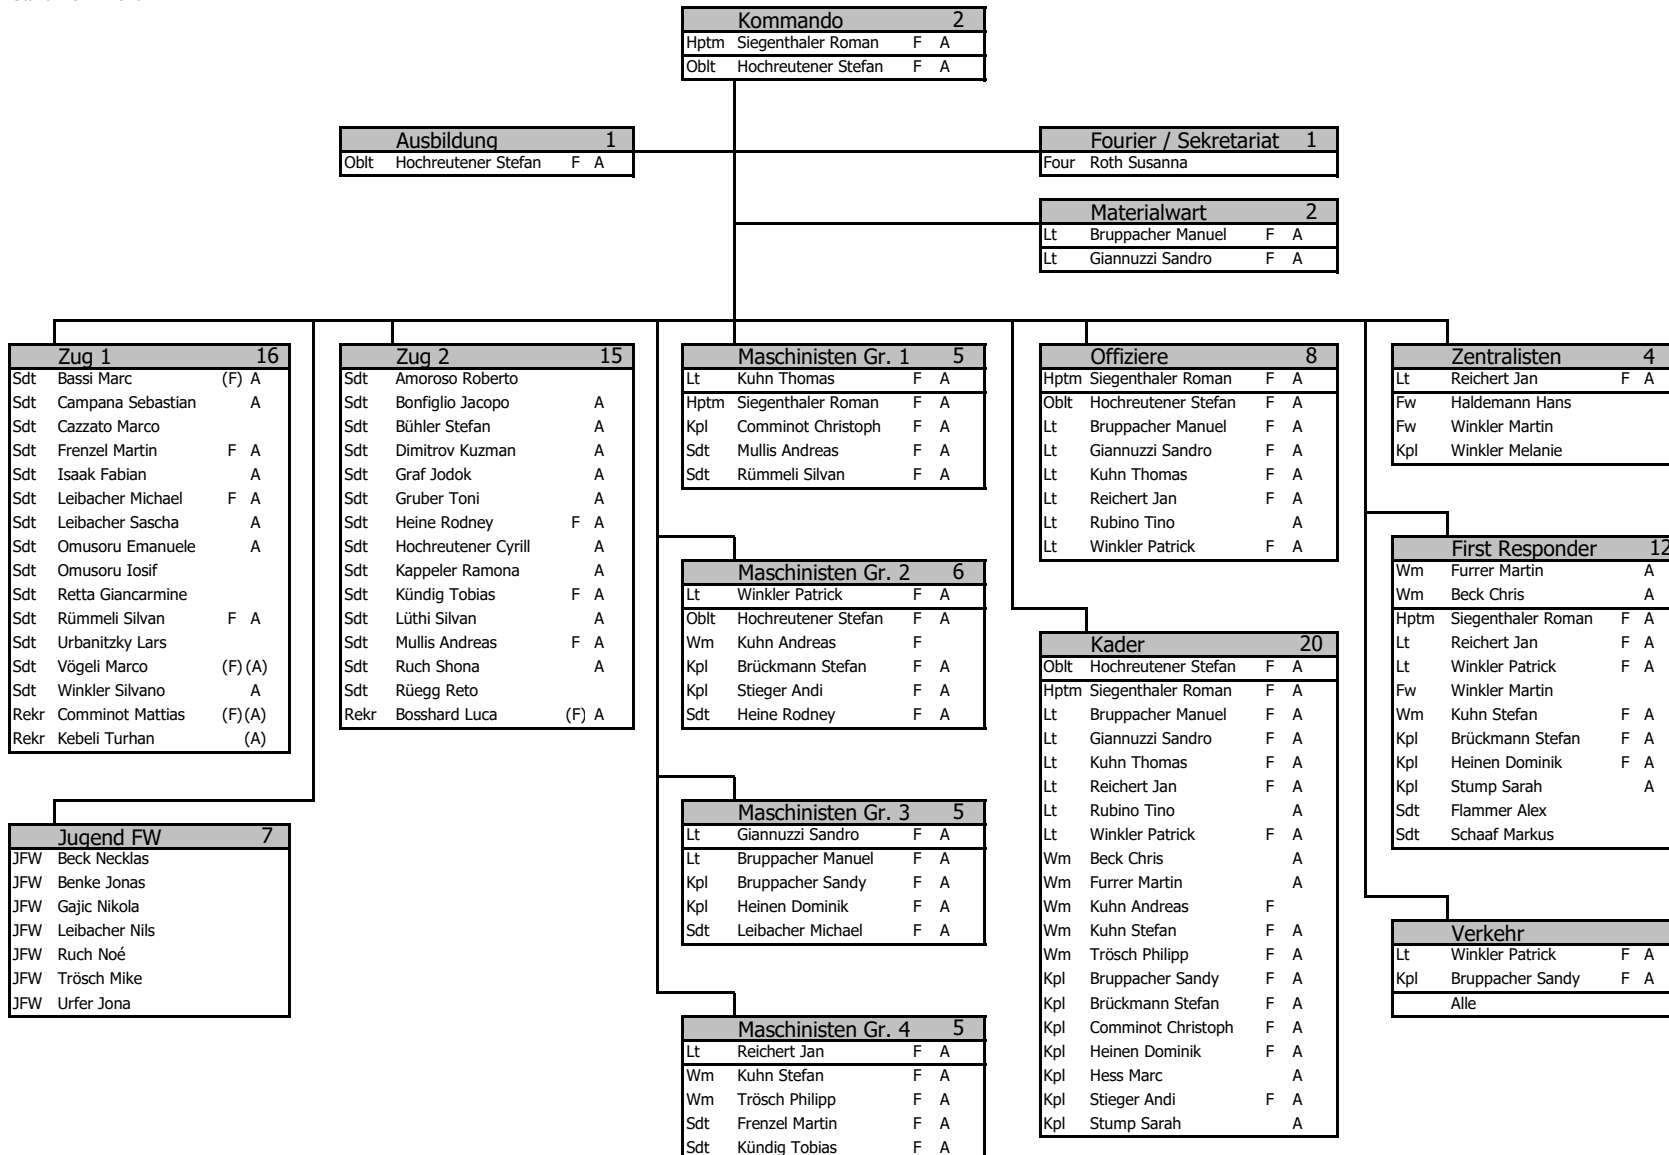 Kommando 2
Hptm Siegenthaler Roman F A
Oblt Hochreutener Stefan F A
Ausbildung 1
Oblt Hochreutener Stefan F A
Fourier / Sekretariat 1
Four Roth Susanna
Materialwart 2
Lt Bruppacher Manuel F A
Lt Giannuzzi Sandro F A
Zug 1 16
Sdt Bassi Marc (F) A
Sdt Campana Sebastian A
Sdt Cazzato Marco
Sdt Frenzel Martin F A
Sdt Isaak Fabian A
Sdt Leibacher Michael F A
Sdt Leibacher Sascha A
Sdt Omusoru Emanuele A
Sdt Omusoru Iosif
Sdt Retta Giancarmine
Sdt Rümmeli Silvan F A
Sdt Urbanitzky Lars
Sdt Vögeli Marco (F) (A)
Sdt Winkler Silvano A
Rekr Comminot Mattias (F) (A)
Rekr Kebeli Turhan (A)
Jugend FW 7
JFW Beck Necklas
JFW Benke Jonas
JFW Gajic Nikola
JFW Leibacher Nils
JFW Ruch Noé
JFW Trösch Mike
JFW Urfer Jona
Zug 2 15
Sdt Amoroso Roberto
Sdt Bonfiglio Jacopo A
Sdt Bühler Stefan A
Sdt Dimitrov Kuzman A
Sdt Graf Jodok A
Sdt Gruber Toni A
Sdt Heine Rodney F A
Sdt Hochreutener Cyrill A
Sdt Kappeler Ramona A
Sdt Kündig Tobias F A
Sdt Lüthi Silvan A
Sdt Mullis Andreas F A
Sdt Ruch Shona A
Sdt Rüegg Reto
Rekr Bosshard Luca (F) A
Maschinisten Gr. 1 5
Lt Kuhn Thomas F A
Hptm Siegenthaler Roman F A
Kpl Comminot Christoph F A
Sdt Mullis Andreas F A
Sdt Rümmeli Silvan F A
Maschinisten Gr. 2 6
Lt Winkler Patrick F A
Oblt Hochreutener Stefan F A
Wm Kuhn Andreas F
Kpl Brückmann Stefan F A
Kpl Stieger Andi F A
Sdt Heine Rodney F A
Maschinisten Gr. 3 5
Lt Giannuzzi Sandro F A
Lt Bruppacher Manuel F A
Kpl Bruppacher Sandy F A
Kpl Heinen Dominik F A
Sdt Leibacher Michael F A
Maschinisten Gr. 4 5
Lt Reichert Jan F A
Wm Kuhn Stefan F A
Wm Trösch Philipp F A
Sdt Frenzel Martin F A
Sdt Kündig Tobias F A
Offiziere 8
Hptm Siegenthaler Roman F A
Oblt Hochreutener Stefan F A
Lt Bruppacher Manuel F A
Lt Giannuzzi Sandro F A
Lt Kuhn Thomas F A
Lt Reichert Jan F A
Lt Rubino Tino A
Lt Winkler Patrick F A
Kader 20
Oblt Hochreutener Stefan F A
Hptm Siegenthaler Roman F A
Lt Bruppacher Manuel F A
Lt Giannuzzi Sandro F A
Lt Kuhn Thomas F A
Lt Reichert Jan F A
Lt Rubino Tino A
Lt Winkler Patrick F A
Wm Beck Chris A
Wm Furrer Martin A
Wm Kuhn Andreas F
Wm Kuhn Stefan F A
Wm Trösch Philipp F A
Kpl Bruppacher Sandy F A
Kpl Brückmann Stefan F A
Kpl Comminot Christoph F A
Kpl Heinen Dominik F A
Kpl Hess Marc A
Kpl Stieger Andi F A
Kpl Stump Sarah A
Zentralisten 4
Lt Reichert Jan F A
Fw Haldemann Hans
Fw Winkler Martin
Kpl Winkler Melanie
First Responder 12
Wm Furrer Martin A
Wm Beck Chris A
Hptm Siegenthaler Roman F A
Lt Reichert Jan F A
Lt Winkler Patrick F A
Fw Winkler Martin
Wm Kuhn Stefan F A
Kpl Brückmann Stefan F A
Kpl Heinen Dominik F A
Kpl Stump Sarah A
Sdt Flammer Alex
Sdt Schaaf Markus
Verkehr
Lt Winkler Patrick F A
Kpl Bruppacher Sandy F A
Alle